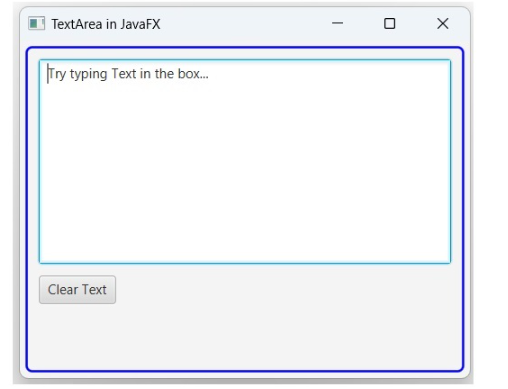 TextArea in JavaFX
Try typing Text in the box...
Clear Text